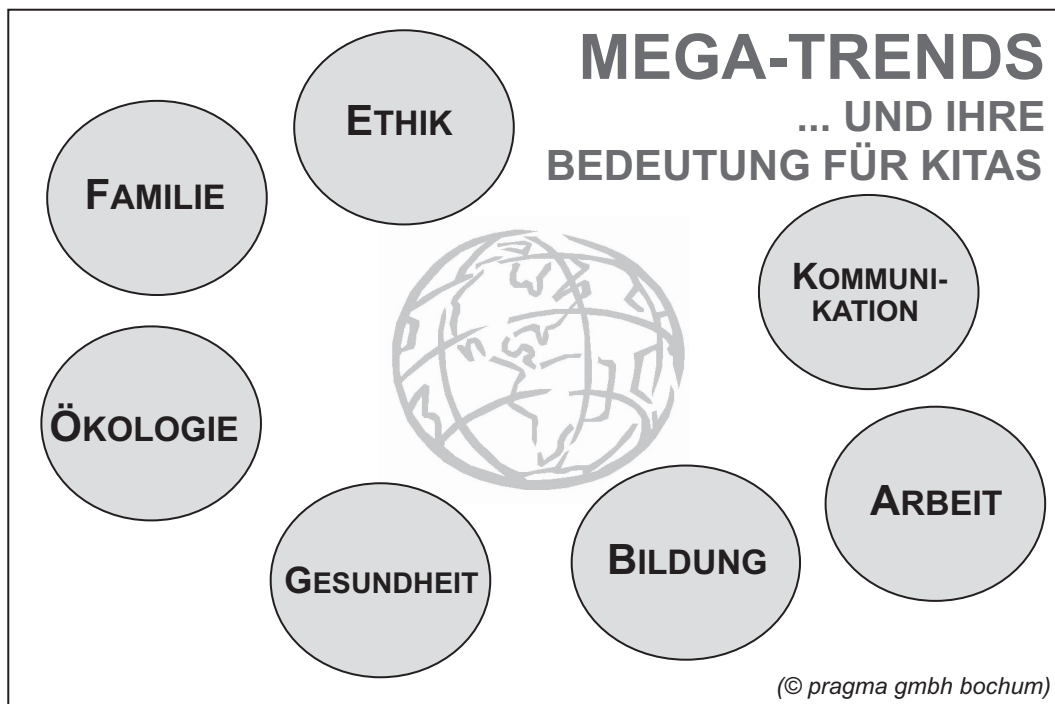 MEGA-TRENDS
... UND IHRE
BEDEUTUNG FÜR KITAS
ETHIK
FAMILIE
KOMMUNI-
KATION
ÖKOLOGIE
ARBEIT
BILDUNG
GESUNDHEIT
(© pragma gmbh bochum)